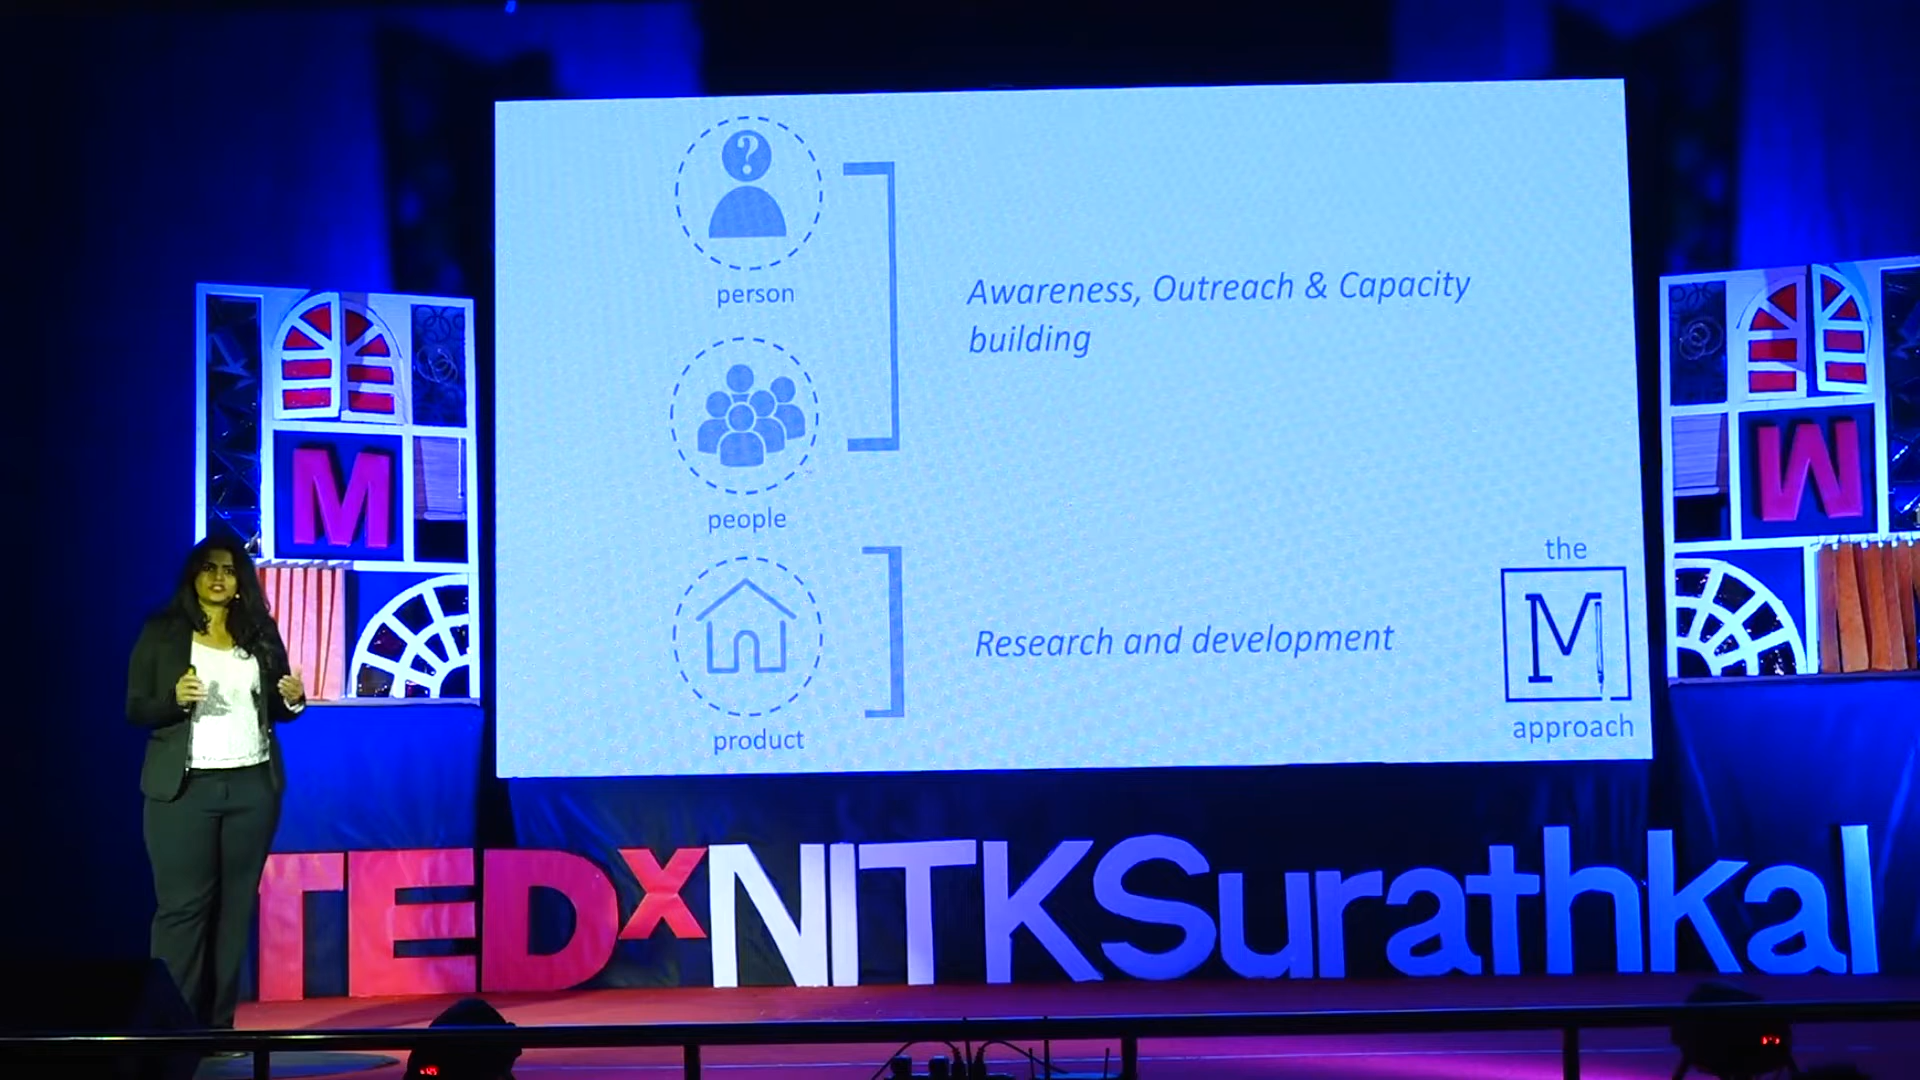 ?
person
Awareness, Outreach & Capacity
building
people
product
Research and development
the
M
approach
M
M
TEDxNITKSurathkal